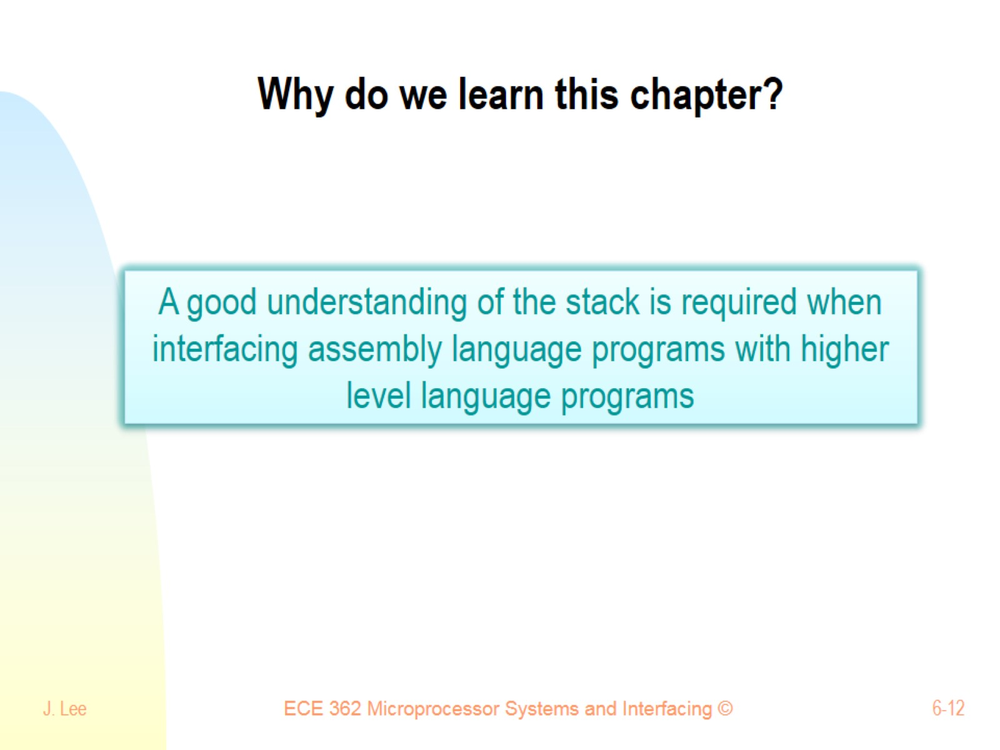 Why do we learn this chapter?
A good understanding of the stack is required when
interfacing assembly language programs with higher
level language programs
J. Lee
ECE 362 Microprocessor Systems and Interfacing ©
6-12